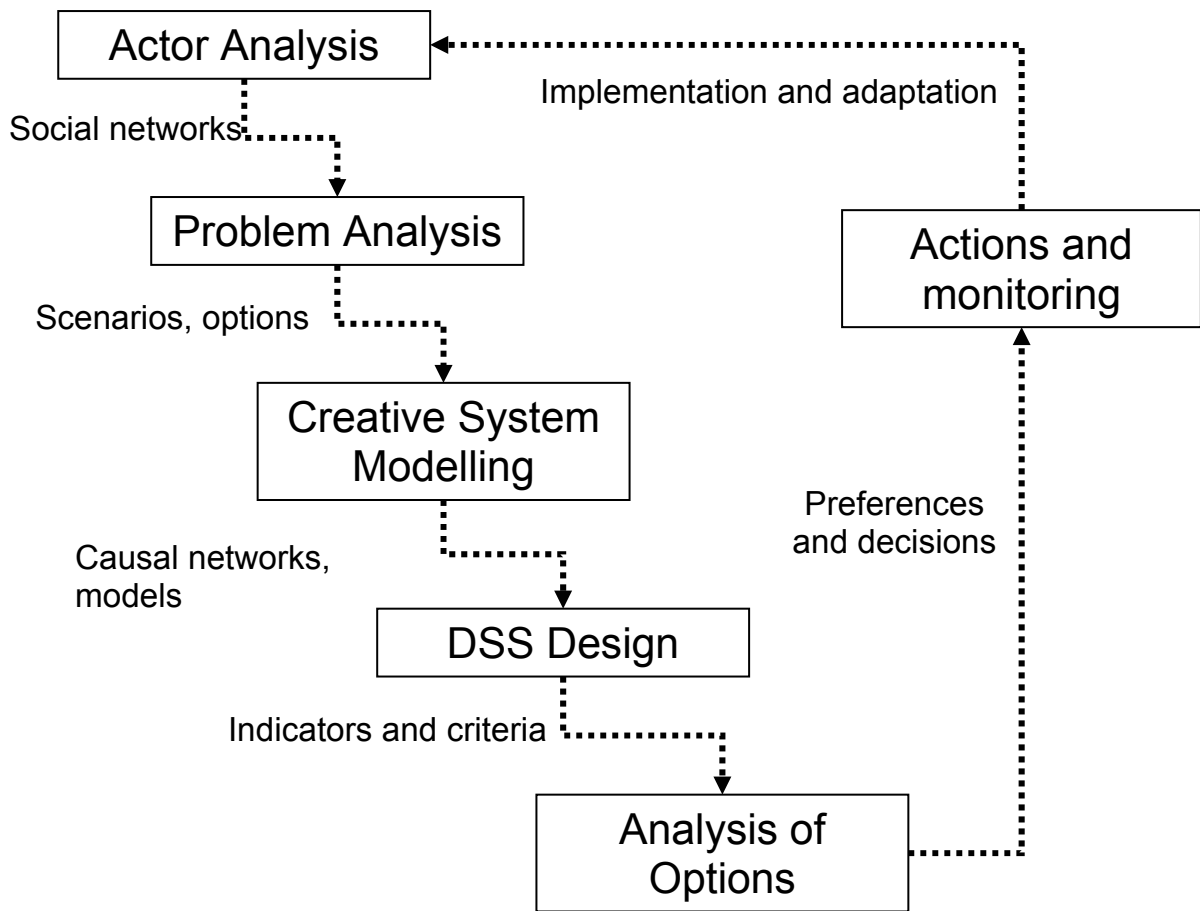 Actor Analysis
Implementation and adaptation
Social networks
Problem Analysis
Actions and
monitoring
Scenarios, options
Creative System
Modelling
Preferences
and decisions
Causal networks,
models
DSS Design
Indicators and criteria
Analysis of
Options